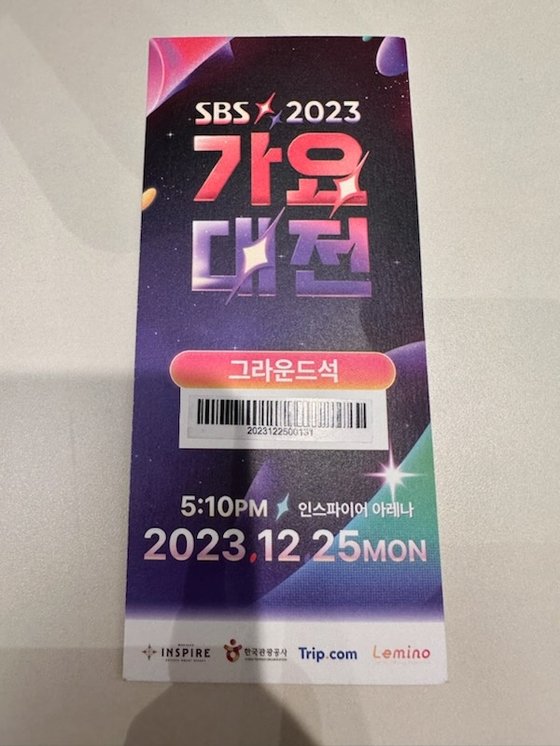 SBS 2023
가요
대전
그라운드석
2023122500131
5:10PM 인스파이어 아레나
2023.12.25MON
INSPIRE 한국관광공사 Trip.com Lemino